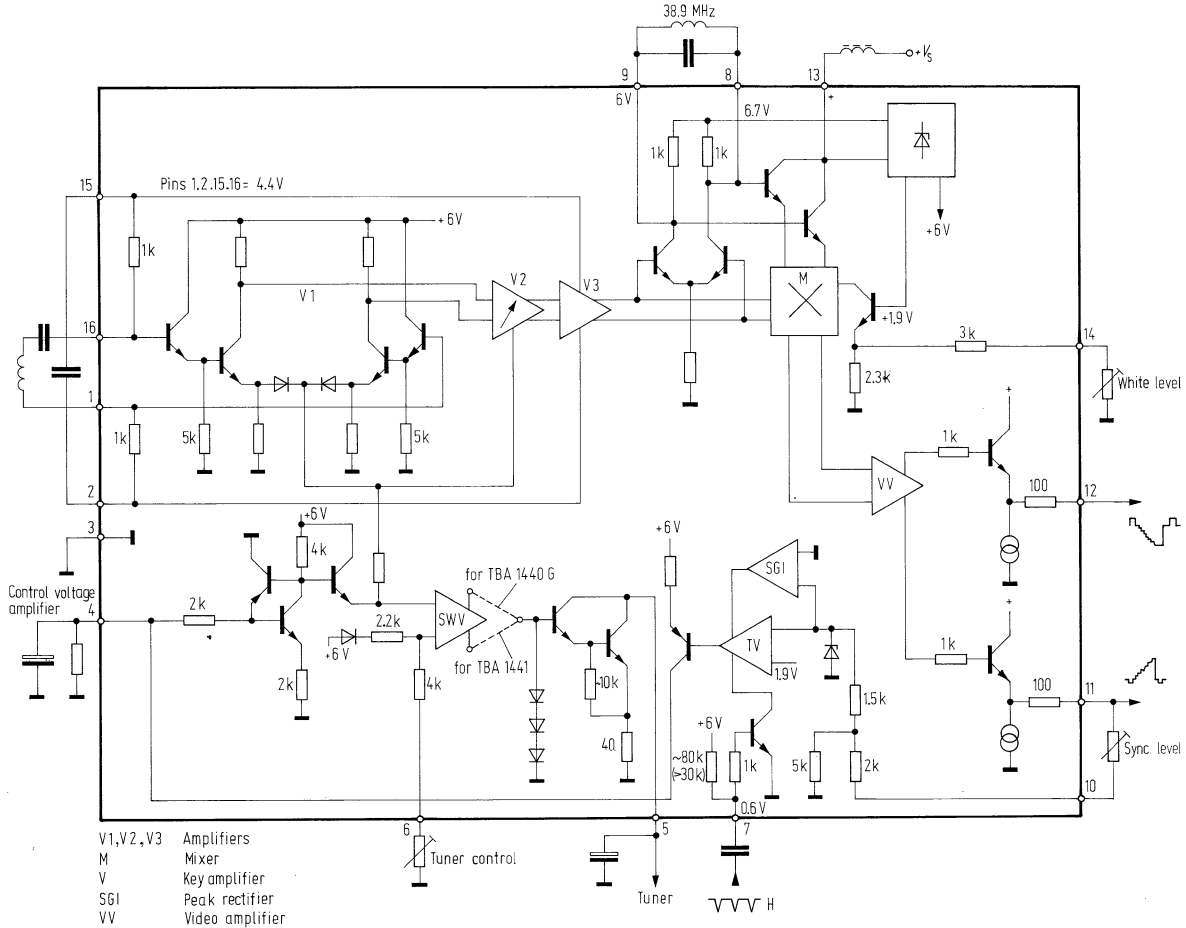 38.9 MHz
+Vs
9
8
13
6V
+
6.7V
1k
1k
15
Pins 1.2.15.16 = 4.4V
+6V
+6V
1k
V1
V2
V3
M
+1.9V
16
3k
14
2.3k
White level
1
1k
5k
5k
+
1k
VV
100
12
2
+6V
3
4k
+6V
Control voltage
amplifier
4
for TBA 1440 G
SGI
2k
2.2k
SWV
+6V
for TBA 1441
TV
1.9V
+
1k
2k
4k
~10k
1.5k
100
11
+6V
40
~80k
(>30k)
1k
5k
2k
Sync. level
10
0.6V
6
5
7
V1,V2,V3 Amplifiers
M Mixer
V Key amplifier
SGI Peak rectifier
VV Video amplifier
Tuner control
Tuner
H